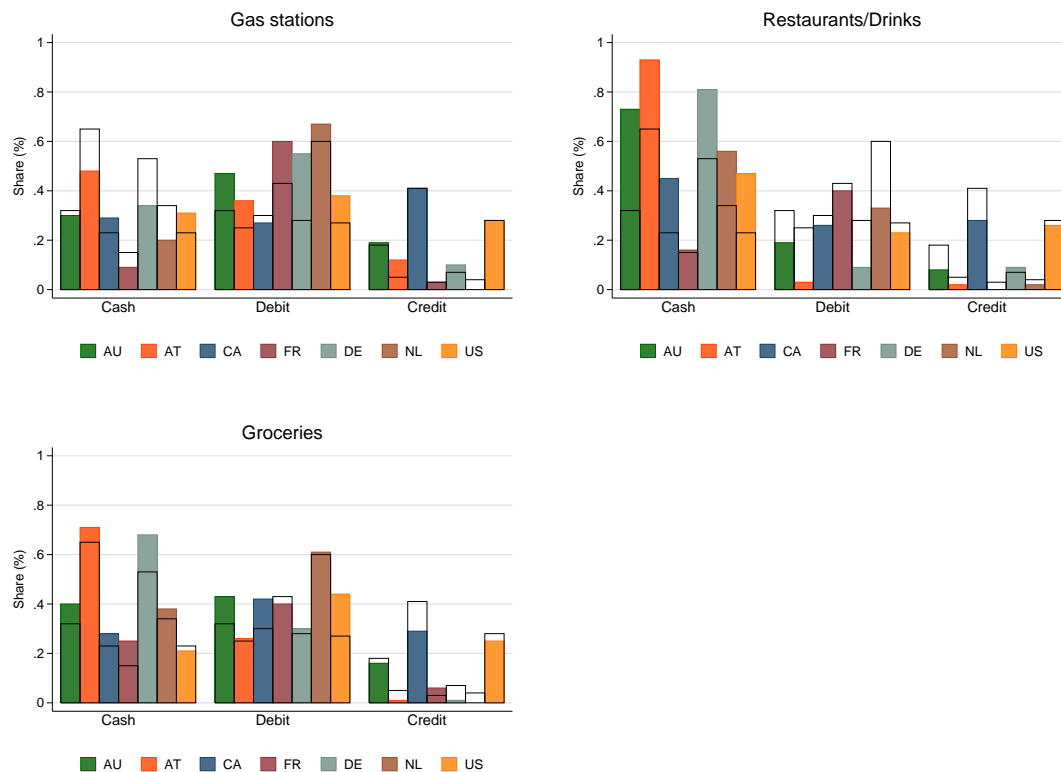 Gas stations
Share (%)
1
.8
.6
.4
.2
0
Cash Debit Credit
AU AT CA FR DE NL US
Restaurants/Drinks
Share (%)
1
.8
.6
.4
.2
0
Cash Debit Credit
AU AT CA FR DE NL US
Groceries
Share (%)
1
.8
.6
.4
.2
0
Cash Debit Credit
AU AT CA FR DE NL US